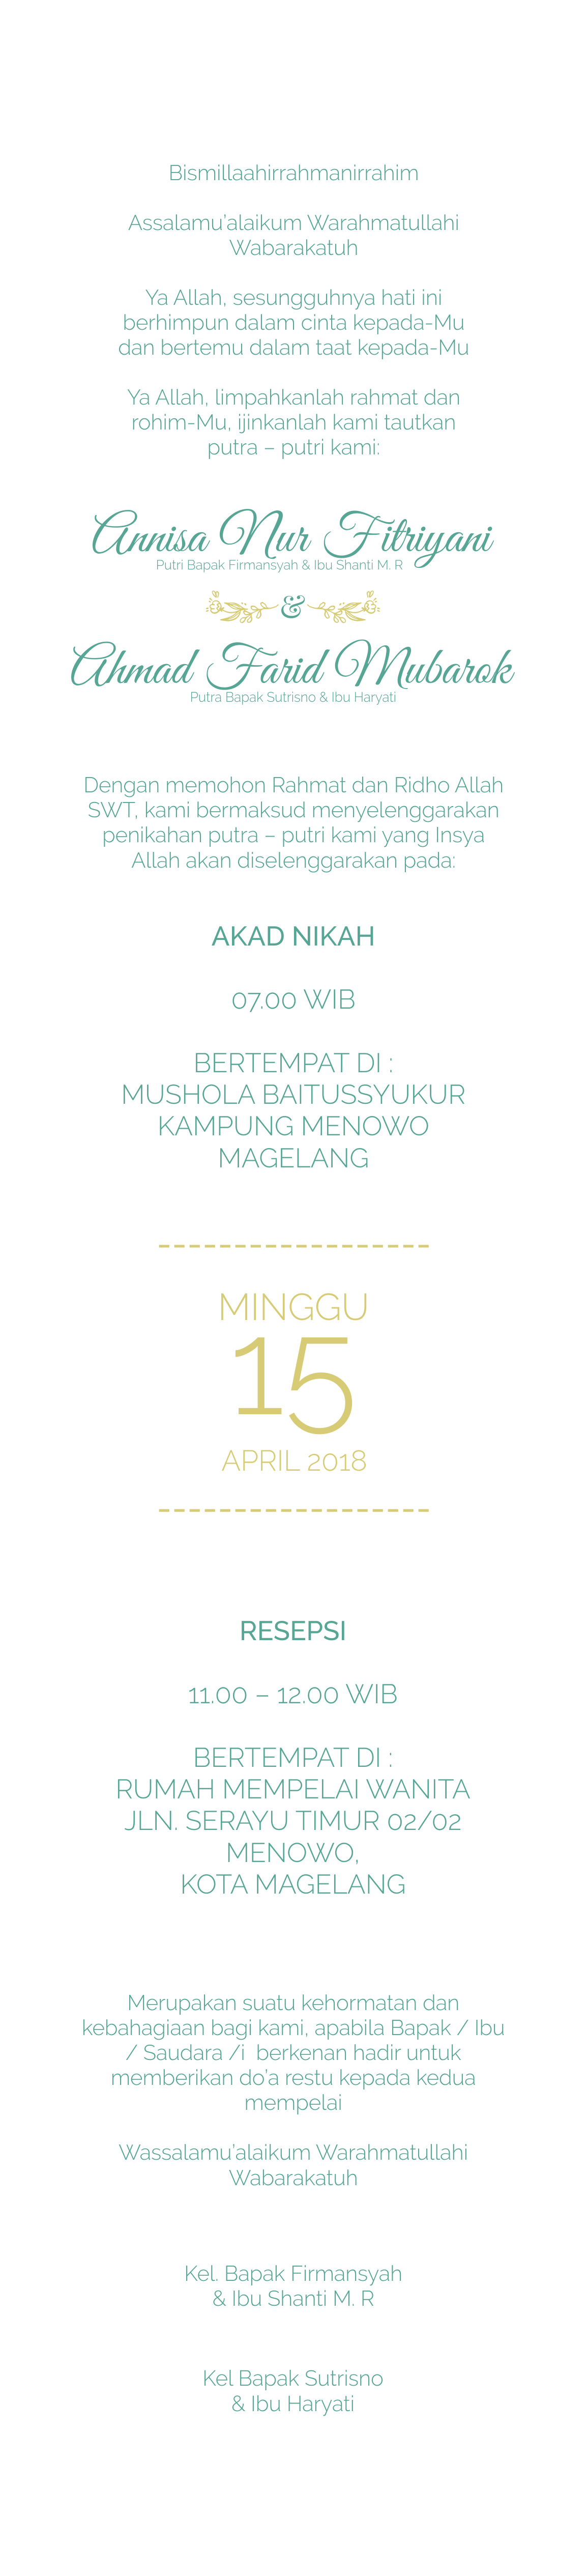 Bismillaahirrahmanirrahim
Assalamu'alaikum Warahmatullahi
Wabarakatuh
Ya Allah, sesungguhnya hati ini
berhimpun dalam cinta kepada-Mu
dan bertemu dalam taat kepada-Mu
Ya Allah, limpahkanlah rahmat dan
rohim-Mu, ijinkanlah kami tautkan
putra – putri kami:
Annisa Nur Fitriyani
Putri Bapak Firmansyah & Ibu Shanti M. R
&
Ahmad Farid Mubarok
Putra Bapak Sutrisno & Ibu Haryati
Dengan memohon Rahmat dan Ridho Allah
SWT, kami bermaksud menyelenggarakan
penikahan putra – putri kami yang Insya
Allah akan diselenggarakan pada:
AKAD NIKAH
07.00 WIB
BERTEMPAT DI :
MUSHOLA BAITUSSYUKUR
KAMPUNG MENOWO
MAGELANG
MINGGU
15
APRIL 2018
RESEPSI
11.00 – 12.00 WIB
BERTEMPAT DI :
RUMAH MEMPELAI WANITA
JLN. SERAYU TIMUR 02/02
MENOWO,
KOTA MAGELANG
Merupakan suatu kehormatan dan
kebahagiaan bagi kami, apabila Bapak / Ibu
/ Saudara /i  berkenan hadir untuk
memberikan do'a restu kepada kedua
mempelai
Wassalamu'alaikum Warahmatullahi
Wabarakatuh
Kel. Bapak Firmansyah
& Ibu Shanti M. R
Kel Bapak Sutrisno
& Ibu Haryati